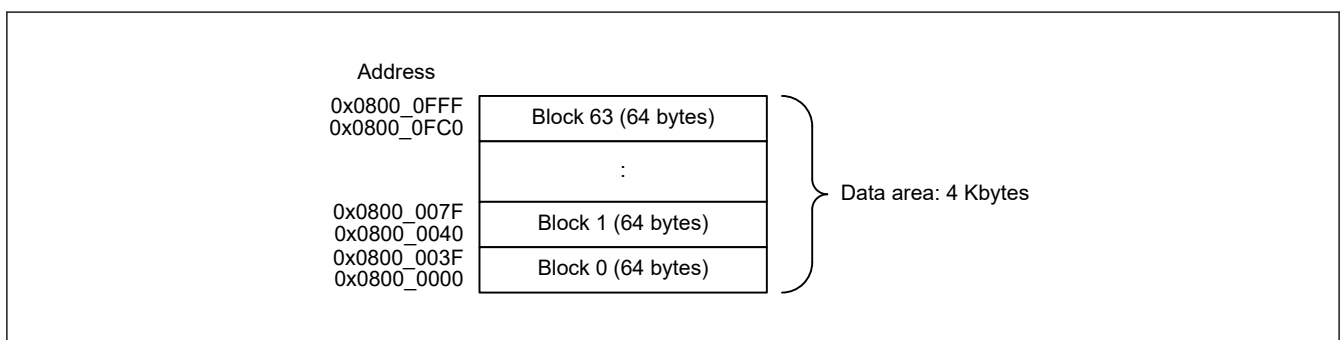 Address
0x0800_0FFF
0x0800_0FC0
Block 63 (64 bytes)
:
Data area: 4 Kbytes
0x0800_007F
0x0800_0040
Block 1 (64 bytes)
0x0800_003F
0x0800_0000
Block 0 (64 bytes)